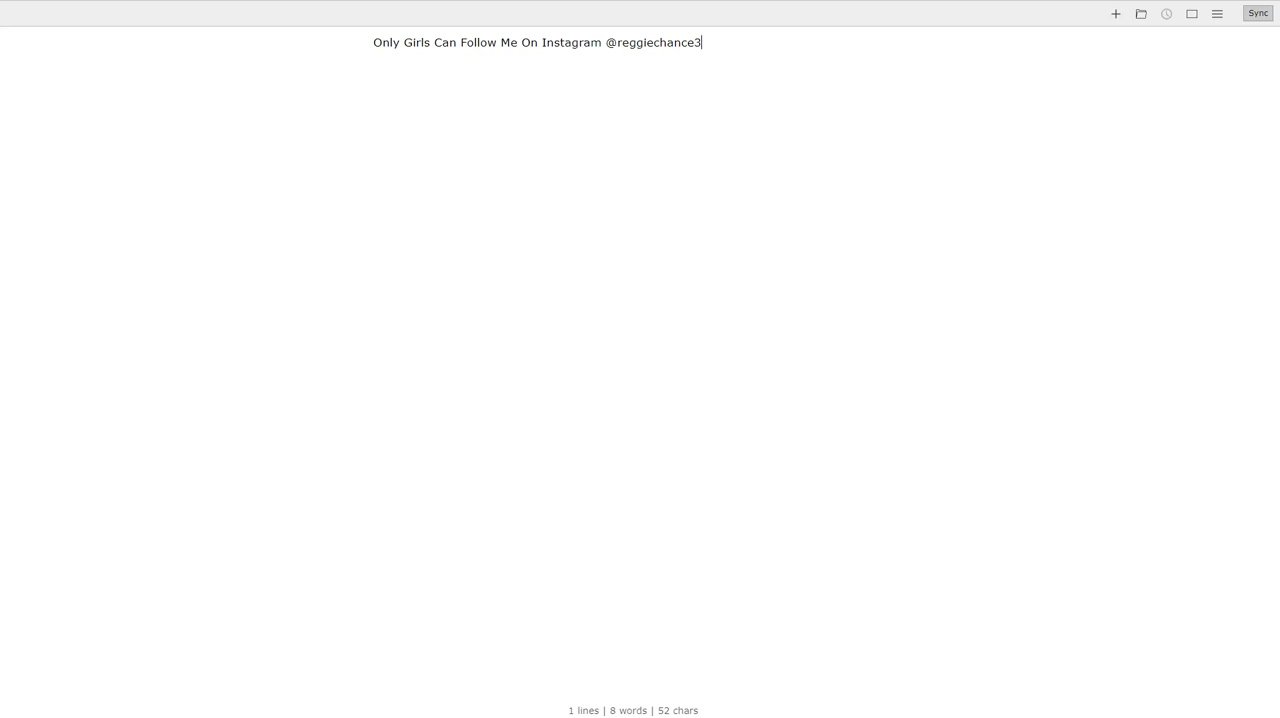 Sync
Only Girls Can Follow Me On Instagram @reggiechance3
1 lines | 8 words | 52 chars